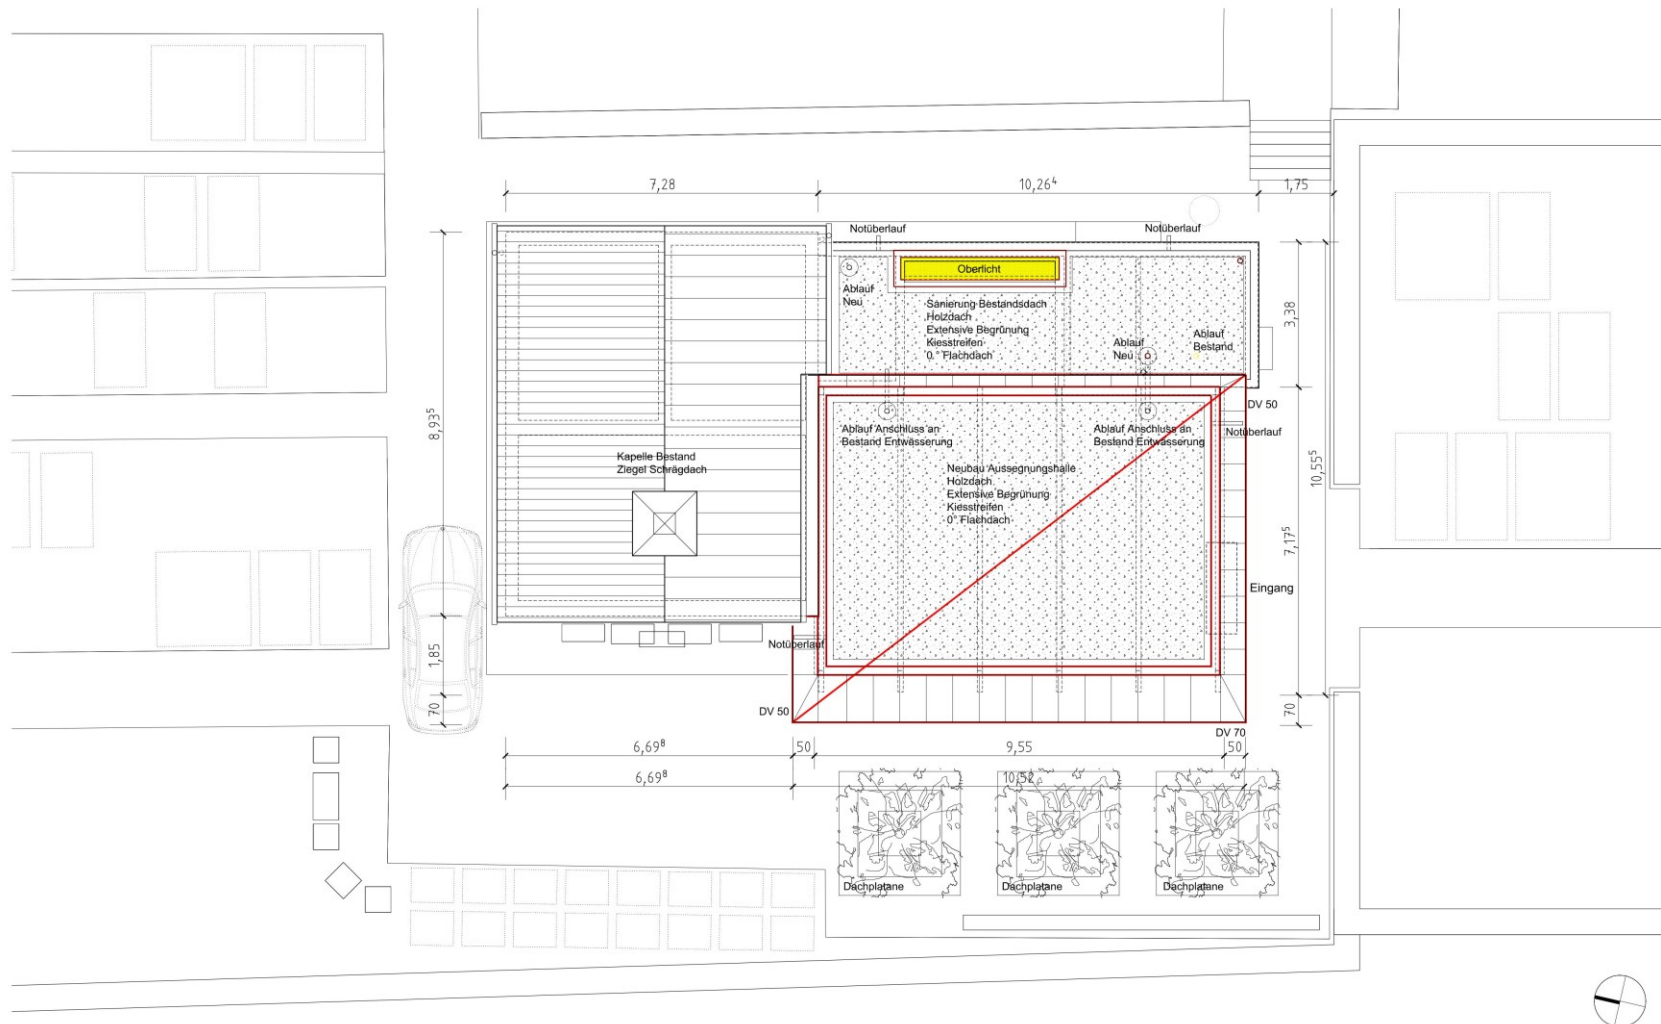 7,28
10,26⁴
1,75
Notüberlauf
Notüberlauf
Oberlicht
Ablauf
Neu
Sanierung Bestandsdach
Holzdach
Extensive Begrünung
Kiesstreifen
0 ° Flachdach
Ablauf
Neu
Ablauf
Bestand
3,38
8,93⁵
DV 50
Notüberlauf
Ablauf Anschluss an
Bestand Entwässerung
Ablauf Anschluss an
Bestand Entwässerung
Kapelle Bestand
Ziegel Schrägdach
Neubau Aussegnungshalle
Holzdach
Extensive Begrünung
Kiesstreifen
0° Flachdach
10,55⁵
7,17⁵
Eingang
1,85
Notüberlauf
70
DV 50
70
DV 70
6,69⁸
50
9,55
50
6,69⁸
10,52
Dachplatane
Dachplatane
Dachplatane